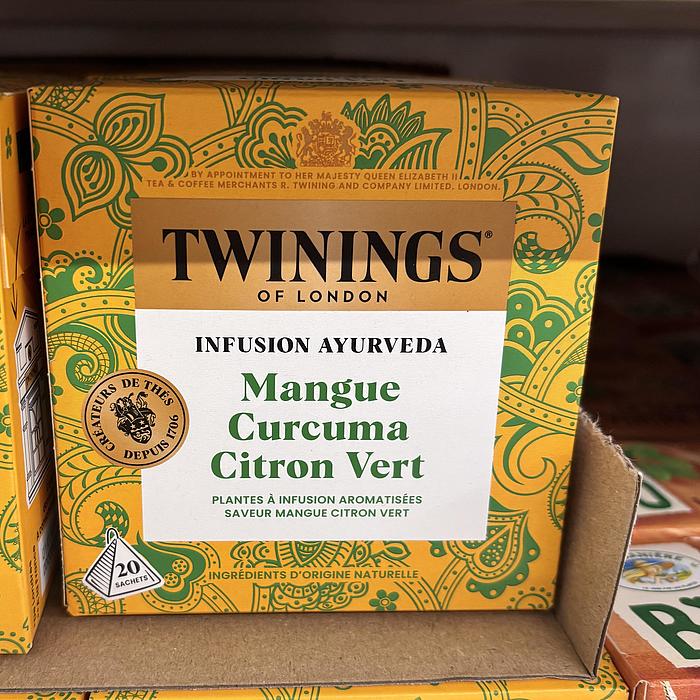 BY APPOINTMENT TO HER MAJESTY QUEEN ELIZABETH II
TEA & COFFEE MERCHANTS R. TWINING AND COMPANY LIMITED. LONDON.
TWININGS®
OF LONDON
INFUSION AYURVEDA
Mangue
Curcuma
Citron Vert
PLANTES À INFUSION AROMATISÉES
SAVEUR MANGUE CITRON VERT
CRÉATEURS DE THÉS
DEPUIS 1706
20
SACHETS
INGRÉDIENTS D'ORIGINE NATURELLE